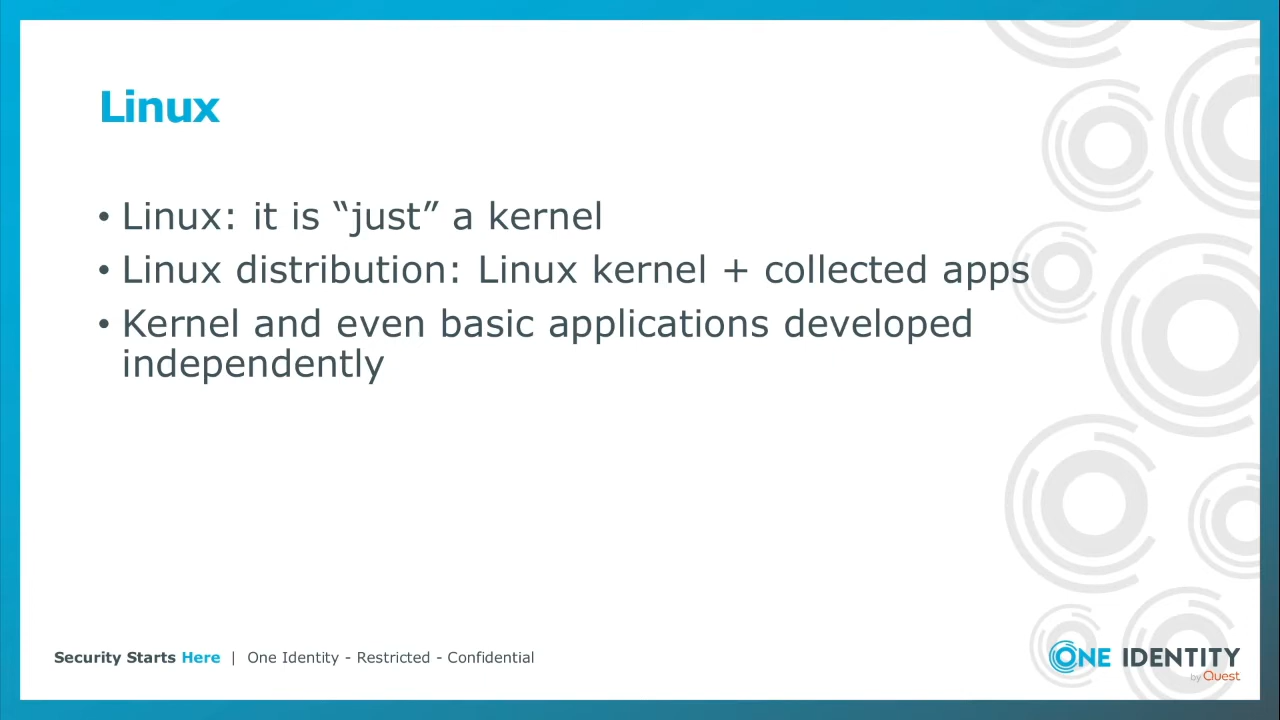 Linux
• Linux: it is “just” a kernel
• Linux distribution: Linux kernel + collected apps
• Kernel and even basic applications developed
independently
Security Starts Here | One Identity - Restricted - Confidential
ONE IDENTITY
by Quest